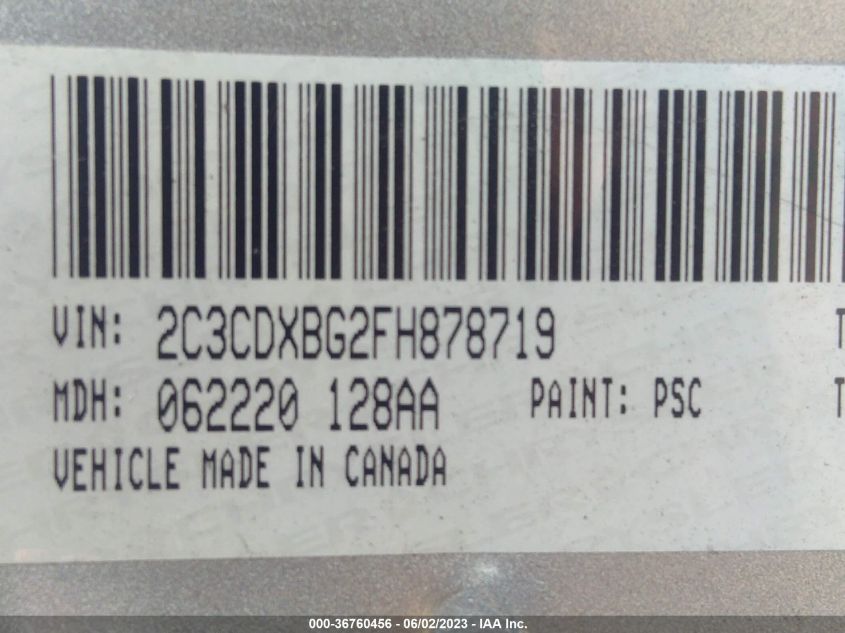 VIN: 2C3CDXBG2FH878719 T
MDH: 062220 128AA PAINT: PSC T
VEHICLE MADE IN CANADA
000-36760456 - 06/02/2023 - IAA Inc.